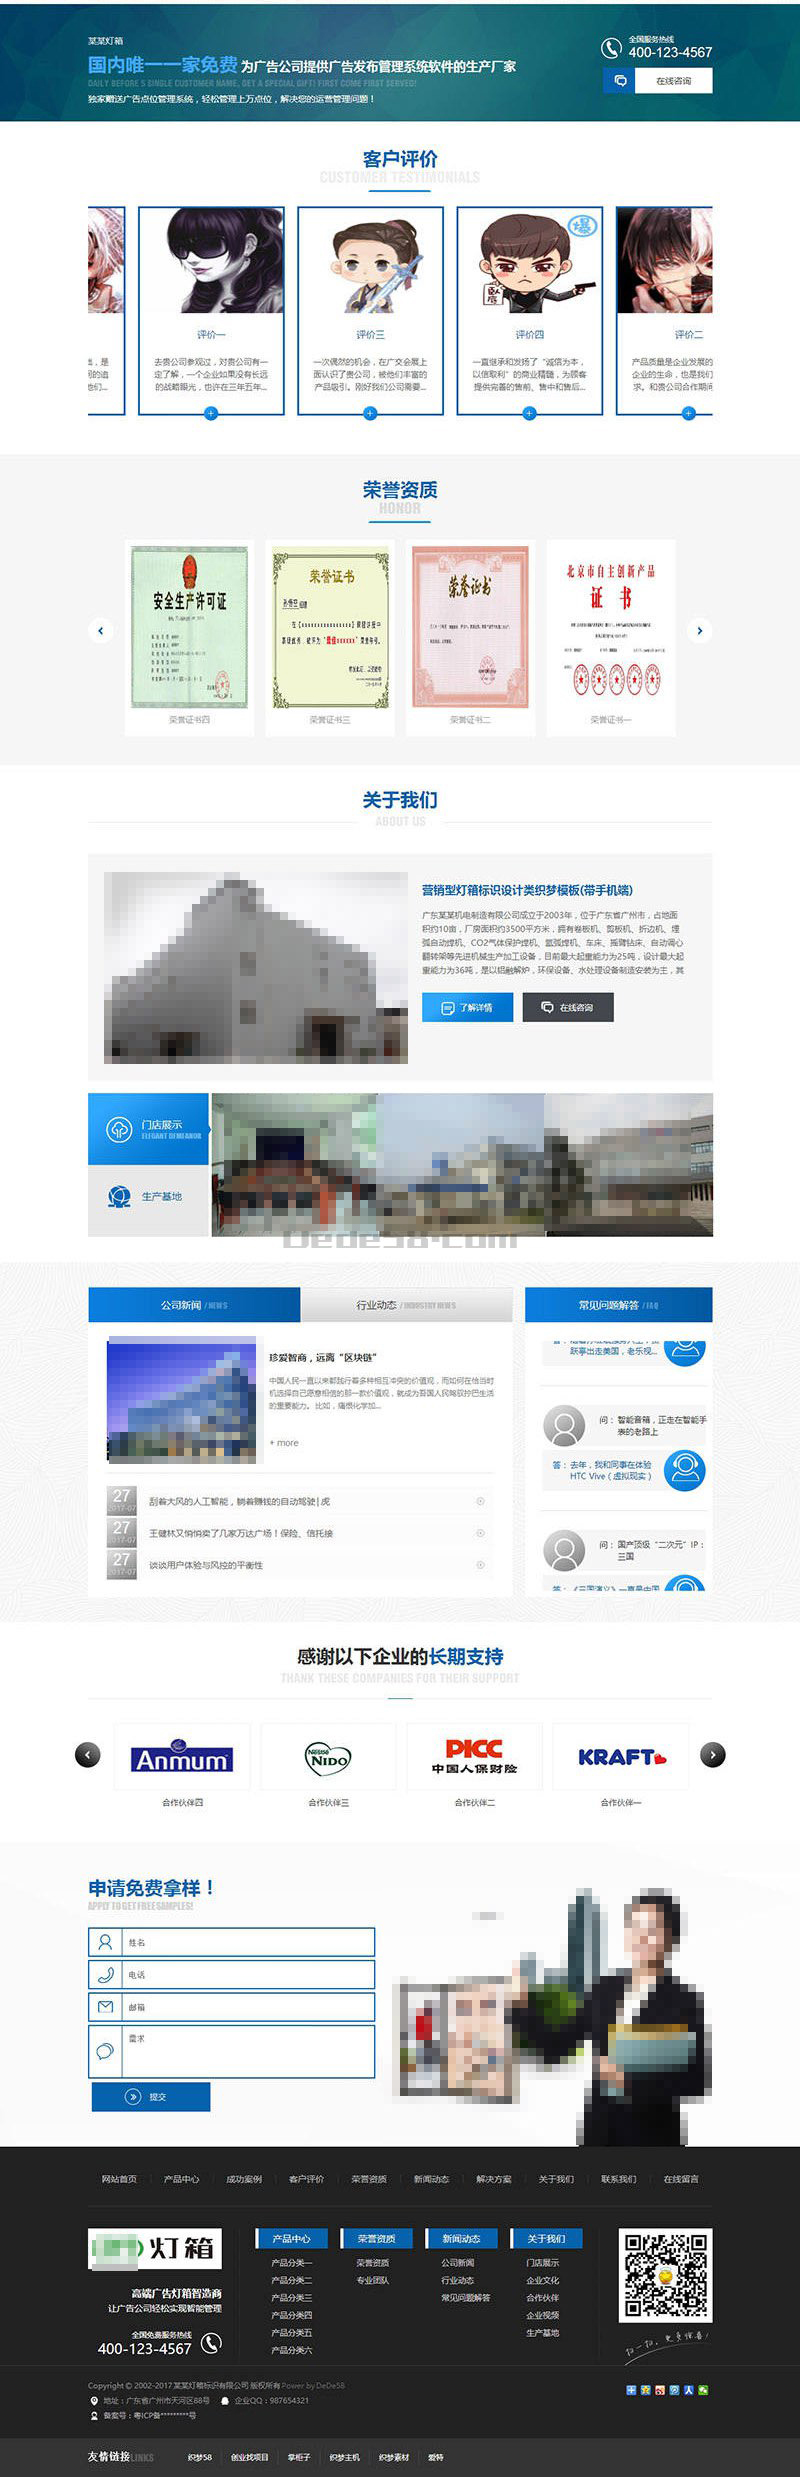 某某灯箱
国内唯一一家免费 为广告公司提供广告发布管理系统软件的生产厂家
DAILY BEFORE 5 SINGLE CUSTOMER NAME, GET A SPECIAL GIFT! FIRST COME FIRST SERVED!
独家赠送广告点位管理系统，轻松管理上万点位，解决您的运营管理问题！
全国服务热线
400-123-4567
在线咨询
客户评价
CUSTOMER TESTIMONIALS
评价一
去贵公司参观过，对贵公司有一
定了解，一个企业如果没有长远
的战略眼光，也许在三年五年...
评价三
一次偶然的机会，在广交会展上
面认识了贵公司，被他们丰富的
产品吸引。刚好我们公司需要...
爆
卧底
评价四
一直继承和发扬了“诚信为本，
以信取利”的商业精髓，为顾客
提供完善的售前、售中和售后...
评价二
产品质量是企业发展的
企业的生命，也是我们
求。和贵公司合作期间
荣誉资质
HONOR
安全生产许可证
荣誉证书四
荣誉证书
荣誉证书三
荣誉证书
荣誉证书二
北京市自主创新产品
证书
荣誉证书一
关于我们
ABOUT US
营销型灯箱标识设计类织梦模板(带手机端)
广东某某机电制造有限公司成立于2003年，位于广东省广州市，占地面
积约10亩，厂房面积约3500平方米，拥有卷板机、剪板机、折边机、埋
弧自动焊机、CO2气体保护焊机、氩弧焊机、车床、摇臂钻床、自动调心
翻转架等先进机械生产加工设备，目前最大起重能力为25吨，设计最大起
重能力为36吨，是以铝融解炉，环保设备、水处理设备制造安装为主，其
了解详情
在线咨询
门店展示
ELEGANT DEMEANOR
生产基地
Dede58.com
公司新闻 / NEWS
行业动态 / INDUSTRY NEWS
常见问题解答 / FAQ
珍爱智商，远离“区块链”
中国人民一直以来都践行着多种相互冲突的价值观，而如何在恰当时
机选择自己愿意相信的那一款价值观，就成为吾国人民略取抄巴生活
的重要能力。比如，痛恨化学加...
+ more
27
2017-07
刮着大风的人工智能，躺着赚钱的自动驾驶|虎
27
2017-07
王健林又悄悄卖了几家万达广场！保险、信托接
27
2017-07
谈谈用户体验与风控的平衡性
跃亭出走美国，老乐视...
问： 智能音箱，正走在智能手
表的老路上
答： 去年，我和同事在体验
HTC Vive（虚拟现实）
问： 国产顶级“二次元”IP：
三国
答： 《三国演义》一直是中国
感谢以下企业的长期支持
THANK THESE COMPANIES FOR THEIR SUPPORT
Anmum
合作伙伴四
Nestlé
NIDO
合作伙伴三
PICC
中国人保财险
合作伙伴二
KRAFT
合作伙伴一
申请免费拿样！
APPLY TO GET FREE SAMPLES!
姓名
电话
邮箱
需求
提交
网站首页 产品中心 成功案例 客户评价 荣誉资质 新闻动态 解决方案 关于我们 联系我们 在线留言
灯箱
高端广告灯箱智造商
让广告公司轻松实现智能管理
全国免费服务热线
400-123-4567
产品中心
产品分类一
产品分类二
产品分类三
产品分类四
产品分类五
产品分类六
荣誉资质
荣誉资质
专业团队
新闻动态
公司新闻
行业动态
常见问题解答
关于我们
门店展示
企业文化
合作伙伴
企业视频
生产基地
扫一扫，更多惊喜！
Copyright © 2002-2017 某某灯箱标识有限公司 版权所有 Power by DeDe58
地址：广东省广州市天河区88号 企业QQ：987654321
备案号：粤ICP备*********号
友情链接LINKS 织梦58 创业找项目 掌柜子 织梦主机 织梦素材 爱特